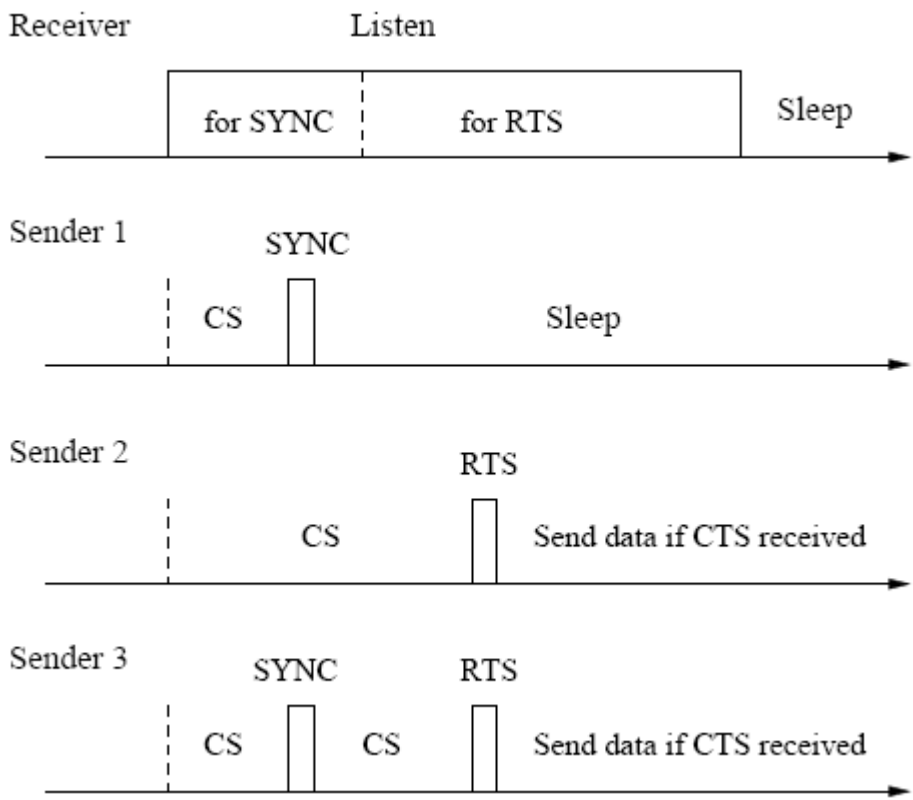 Receiver
Listen
for SYNC
for RTS
Sleep
Sender 1
SYNC
CS
Sleep
Sender 2
RTS
CS
Send data if CTS received
Sender 3
SYNC
RTS
CS
CS
Send data if CTS received